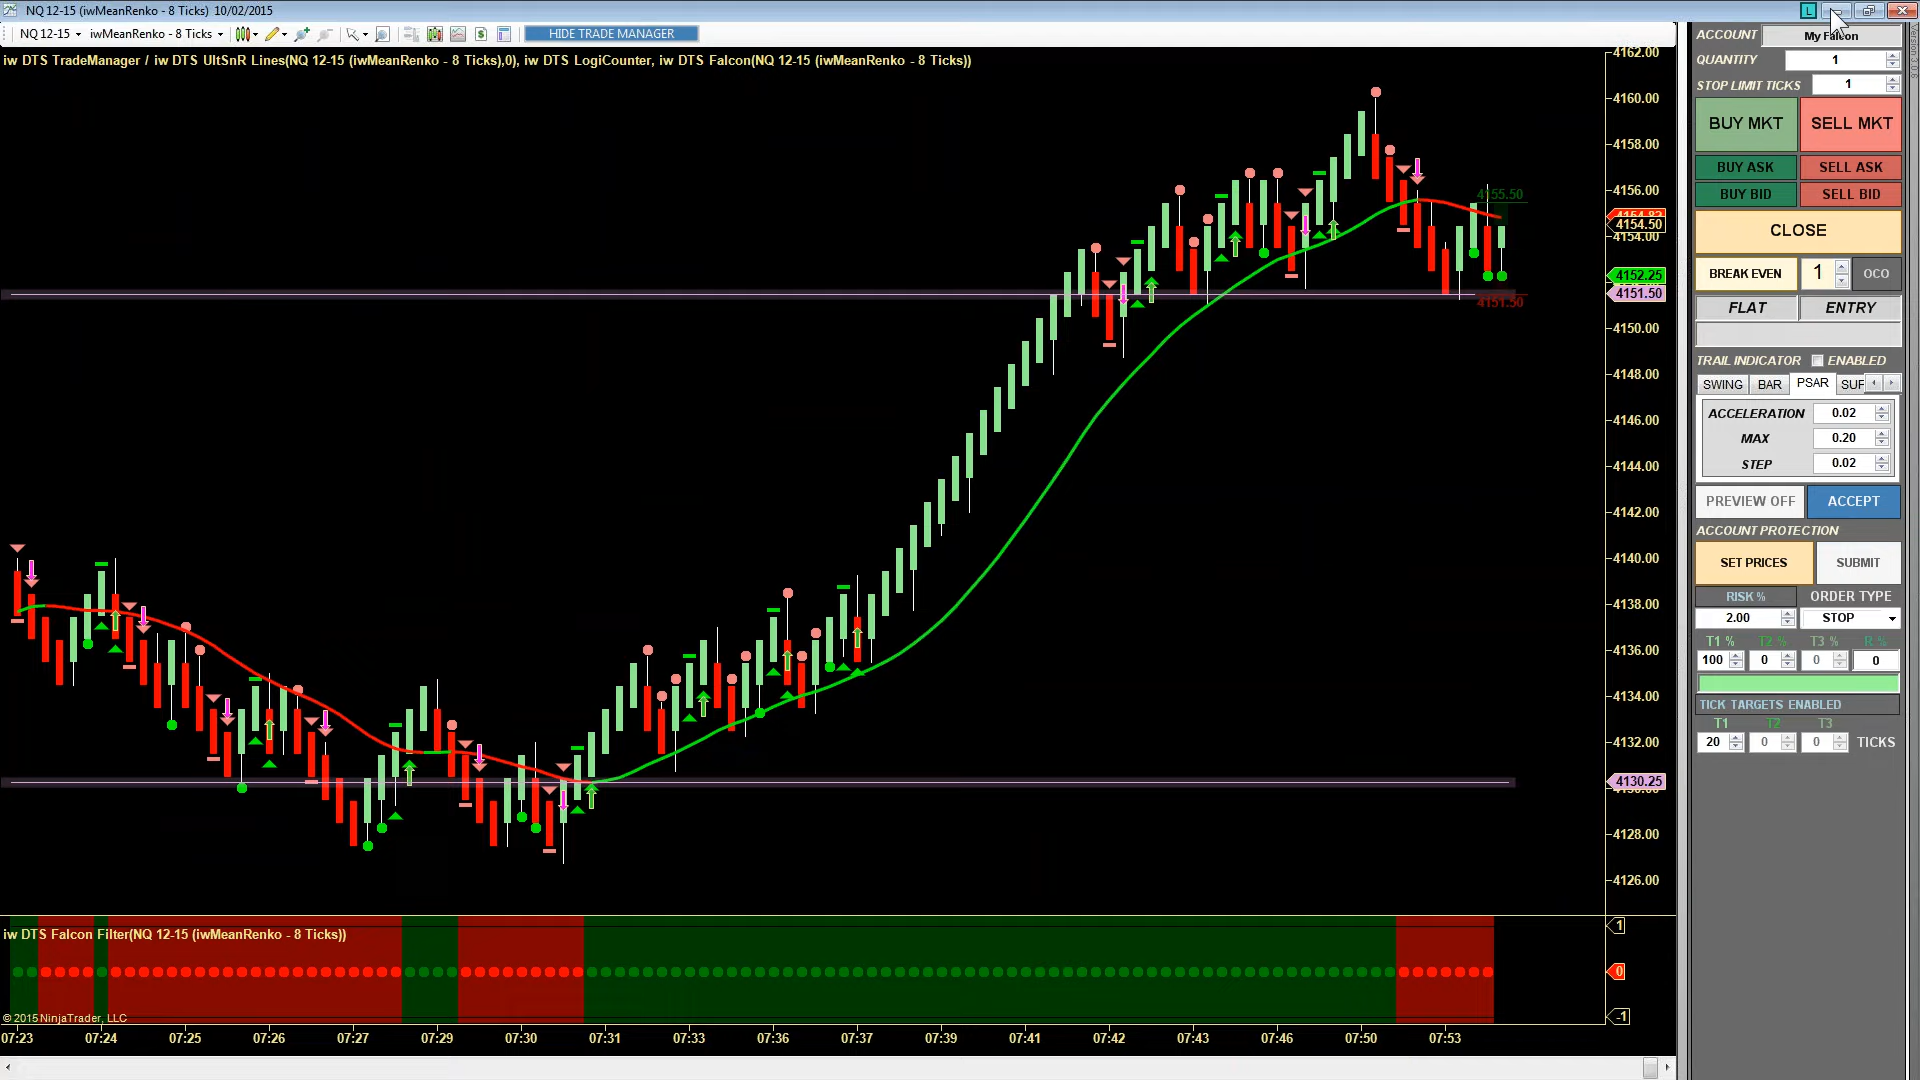 NQ 12-15 (iwMeanRenko - 8 Ticks) 10/02/2015
L
NQ 12-15 iwMeanRenko - 8 Ticks $ HIDE TRADE MANAGER
iw DTS TradeManager / iw DTS UltSnR Lines(NQ 12-15 (iwMeanRenko - 8 Ticks),0), iw DTS LogiCounter, iw DTS Falcon(NQ 12-15 (iwMeanRenko - 8 Ticks))
4155.50
4151.50
4162.00
4160.00
4158.00
4156.00
4154.50
4154.00
4152.25
4151.50
4150.00
4148.00
4146.00
4144.00
4142.00
4140.00
4138.00
4136.00
4134.00
4132.00
4130.25
4128.00
4126.00
iw DTS Falcon Filter(NQ 12-15 (iwMeanRenko - 8 Ticks))
1
0
-1
© 2015 NinjaTrader, LLC
07:23 07:24 07:25 07:26 07:29 07:30 07:31 07:33 07:36 07:37 07:39 07:41 07:42 07:43 07:46 07:50 07:53
ACCOUNT My Falcon
QUANTITY 1
STOP LIMIT TICKS 1
BUY MKT SELL MKT
BUY ASK SELL ASK
BUY BID SELL BID
CLOSE
BREAK EVEN 1 OCO
FLAT ENTRY
TRAIL INDICATOR ENABLED
SWING BAR PSAR SUF
ACCELERATION 0.02
MAX 0.20
STEP 0.02
PREVIEW OFF ACCEPT
ACCOUNT PROTECTION
SET PRICES SUBMIT
RISK % ORDER TYPE
2.00 STOP
T1 % T2 % T3 % R %
100 0 0 0
TICK TARGETS ENABLED
T1 T2 T3
20 0 0 TICKS